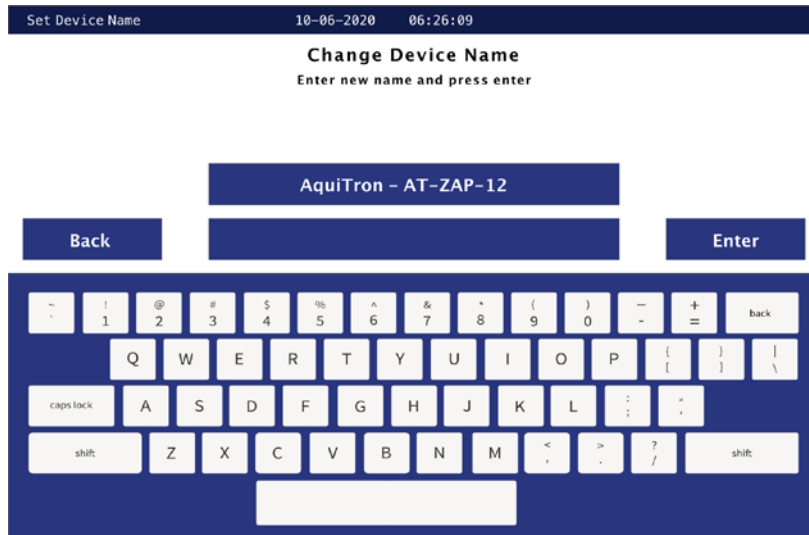 Set Device Name 10-06-2020 06:26:09
Change Device Name
Enter new name and press enter
AquiTron - AT-ZAP-12
Back Enter
~ ! @ # $ % ^ & * ( ) — +
` 1 2 3 4 5 6 7 8 9 0 - = back
Q W E R T Y U I O P { } |
[ ] \
caps lock A S D F G H J K L : "
; '
shift Z X C V B N M < > ? shift
, . /